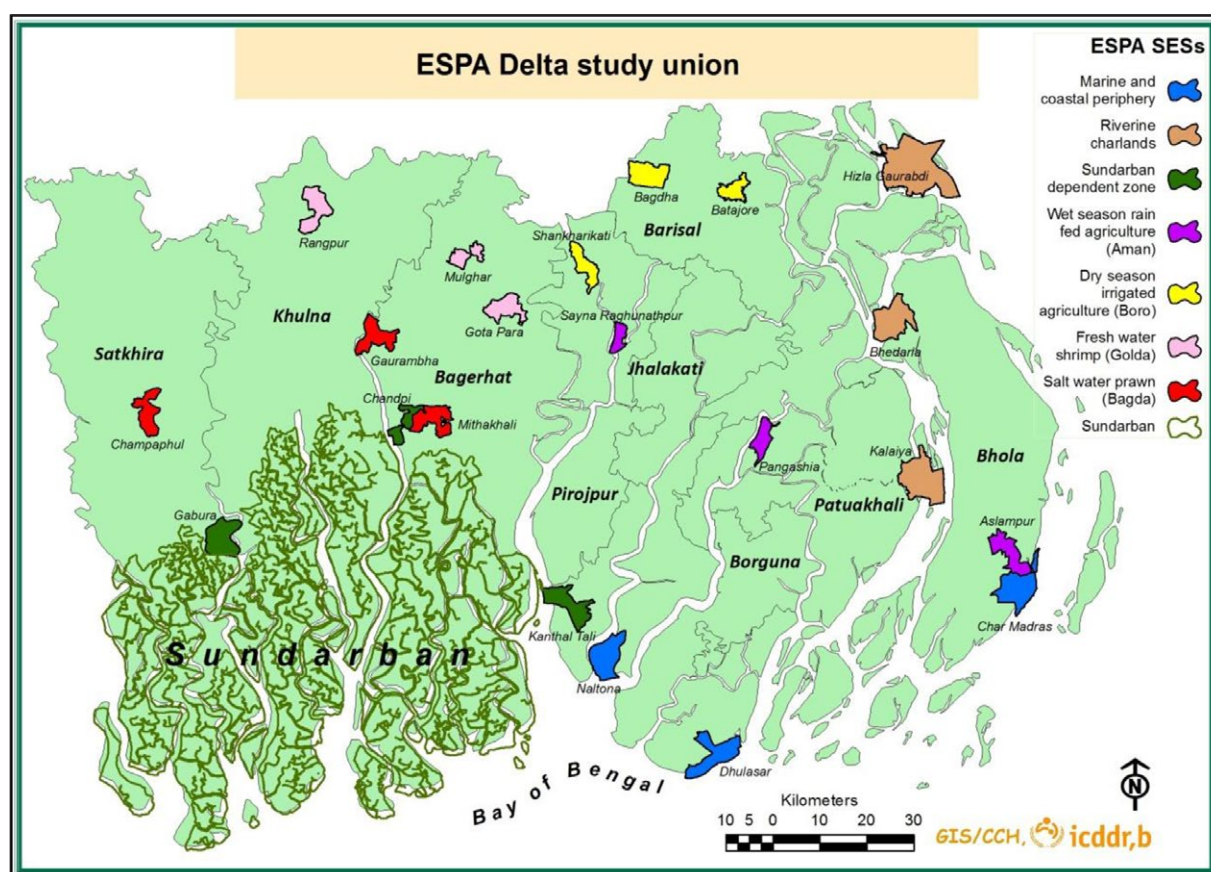 ESPA Delta study union
ESPA SESs
Marine and
coastal periphery
Riverine
charlands
Sundarban
dependent zone
Wet season rain
fed agriculture
(Aman)
Dry season
irrigated
agriculture (Boro)
Fresh water
shrimp (Golda)
Salt water prawn
(Bagda)
Sundarban
Hizla Gaurabdi
Bagdha
Batajore
Rangpur
Barisal
Shankharikati
Mulghar
Khulna
Gota Para
Sayna Raghunathpur
Satkhira
Gaurambha
Bhedaria
Bagerhat
Jhalakati
Chandpi
Champaphul
Mithakhali
Pangashia
Kalaiya
Bhola
Pirojpur
Patuakhali
Gabura
Aslampur
Borguna
Kanthal Tali
Char Madras
Sundarban
Naltona
Dhulasar
Bay of Bengal
N
Kilometers
10 5 0 10 20 30
GIS/CCH, icddr,b